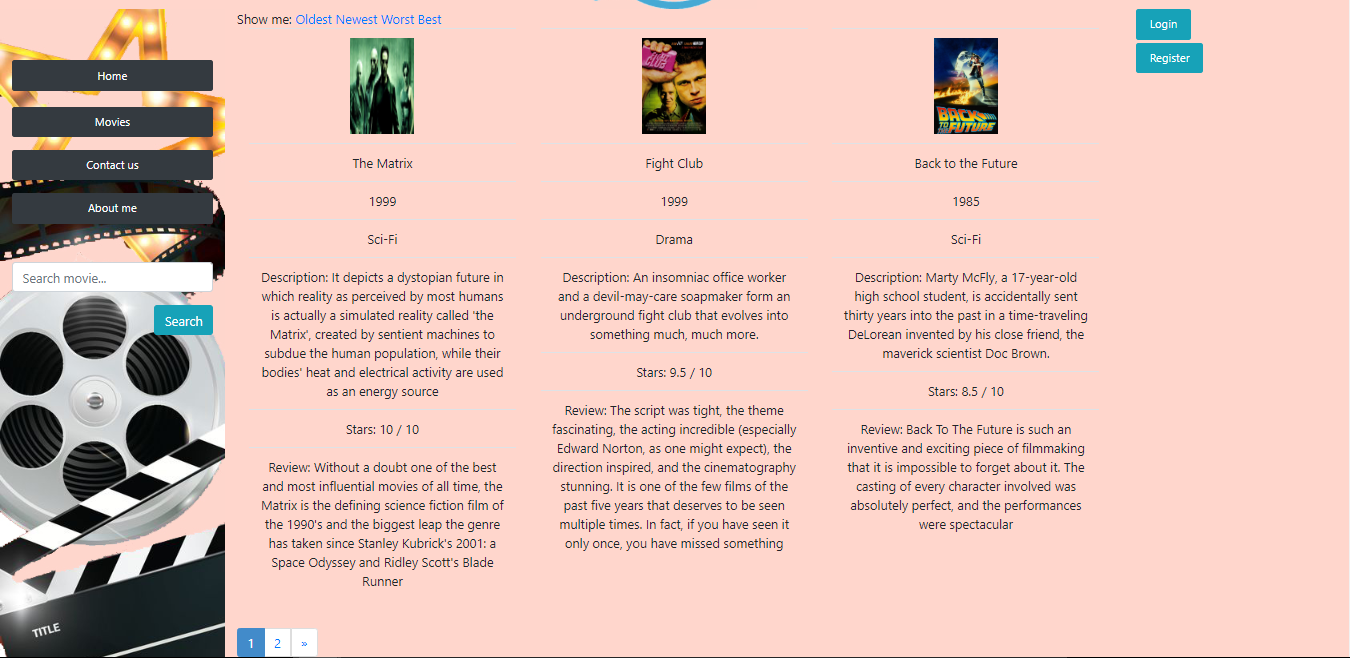 Show me: Oldest Newest Worst Best
Login
Register
Home
Movies
Contact us
About me
Search movie...
Search
TITLE
CLUB
BACK
TO THE FUTURE
The Matrix
1999
Sci-Fi
Description: It depicts a dystopian future in
which reality as perceived by most humans
is actually a simulated reality called 'the
Matrix', created by sentient machines to
subdue the human population, while their
bodies' heat and electrical activity are used
as an energy source
Stars: 10 / 10
Review: Without a doubt one of the best
and most influential movies of all time, the
Matrix is the defining science fiction film of
the 1990's and the biggest leap the genre
has taken since Stanley Kubrick's 2001: a
Space Odyssey and Ridley Scott's Blade
Runner
Fight Club
1999
Drama
Description: An insomniac office worker
and a devil-may-care soapmaker form an
underground fight club that evolves into
something much, much more.
Stars: 9.5 / 10
Review: The script was tight, the theme
fascinating, the acting incredible (especially
Edward Norton, as one might expect), the
direction inspired, and the cinematography
stunning. It is one of the few films of the
past five years that deserves to be seen
multiple times. In fact, if you have seen it
only once, you have missed something
Back to the Future
1985
Sci-Fi
Description: Marty McFly, a 17-year-old
high school student, is accidentally sent
thirty years into the past in a time-traveling
DeLorean invented by his close friend, the
maverick scientist Doc Brown.
Stars: 8.5 / 10
Review: Back To The Future is such an
inventive and exciting piece of filmmaking
that it is impossible to forget about it. The
casting of every character involved was
absolutely perfect, and the performances
were spectacular
1 2 »